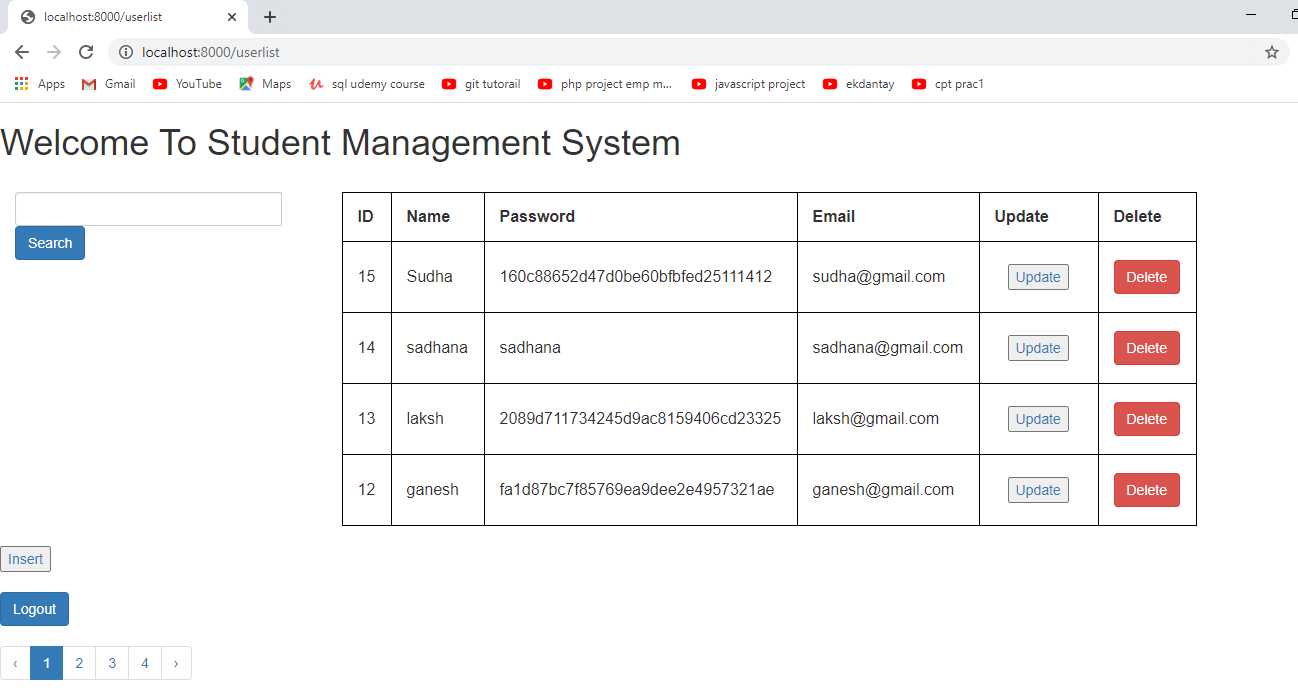 localhost:8000/userlist
localhost:8000/userlist
Apps Gmail YouTube Maps sql udemy course git tutorail php project emp m... javascript project ekdantay cpt prac1
Welcome To Student Management System
Search
ID Name Password Email Update Delete
15 Sudha 160c88652d47d0be60bfbfed25111412 sudha@gmail.com Update Delete
14 sadhana sadhana sadhana@gmail.com Update Delete
13 laksh 2089d711734245d9ac8159406cd23325 laksh@gmail.com Update Delete
12 ganesh fa1d87bc7f85769ea9dee2e4957321ae ganesh@gmail.com Update Delete
Insert
Logout
‹ 1 2 3 4 ›